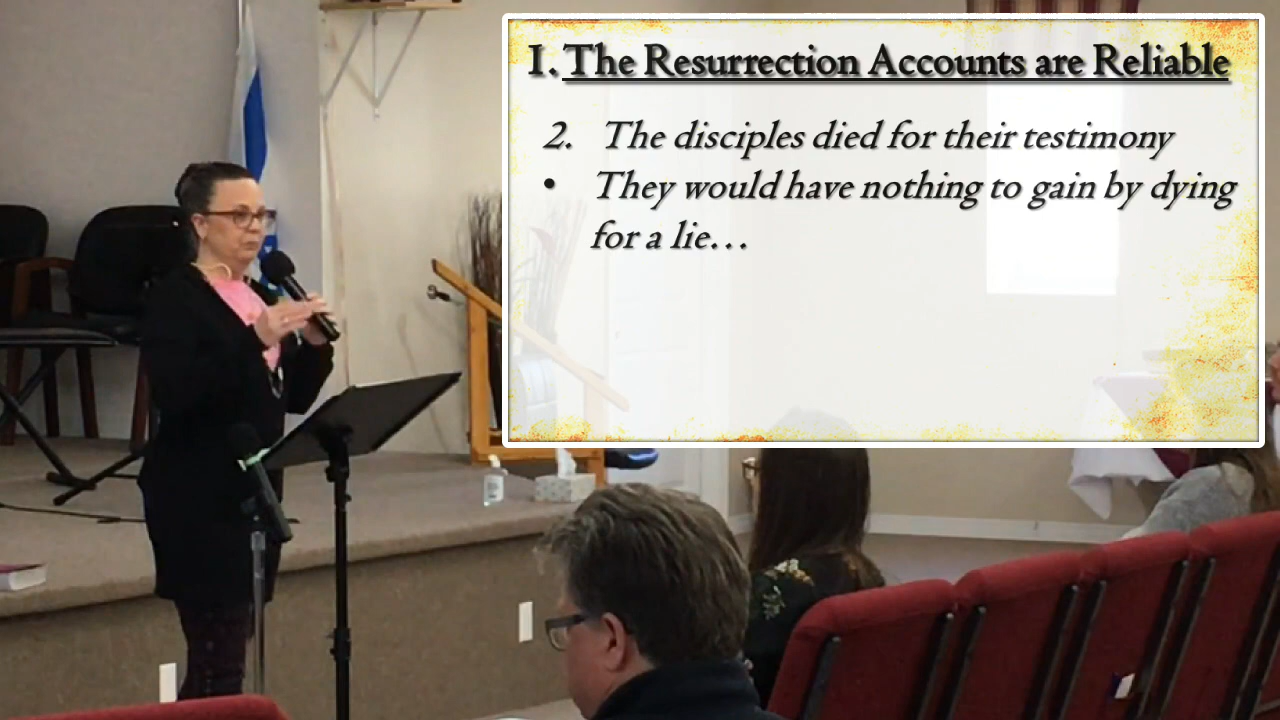 I. The Resurrection Accounts are Reliable
2. The disciples died for their testimony
• They would have nothing to gain by dying
for a lie…